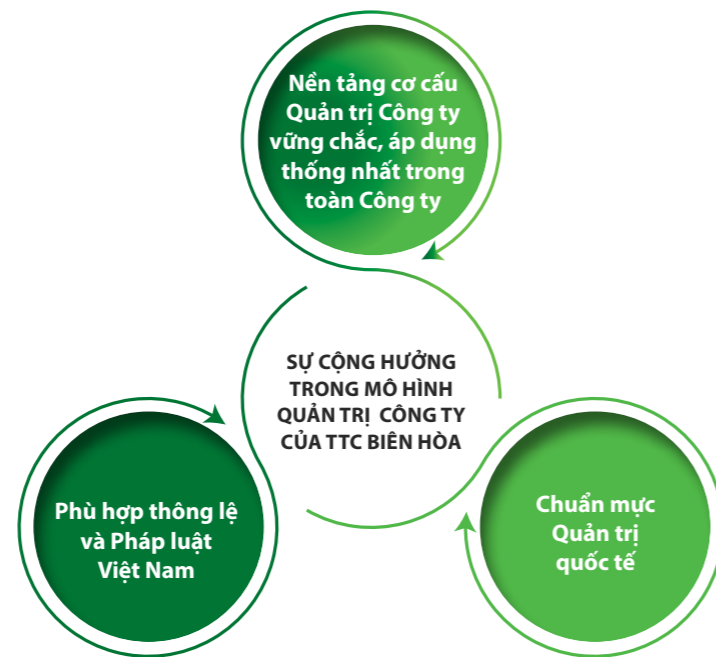 Nền tảng cơ cấu
Quản trị Công ty
vững chắc, áp dụng
thống nhất trong
toàn Công ty
SỰ CỘNG HƯỞNG
TRONG MÔ HÌNH
QUẢN TRỊ CÔNG TY
CỦA TTC BIÊN HÒA
Phù hợp thông lệ
và Pháp luật
Việt Nam
Chuẩn mực
Quản trị
quốc tế